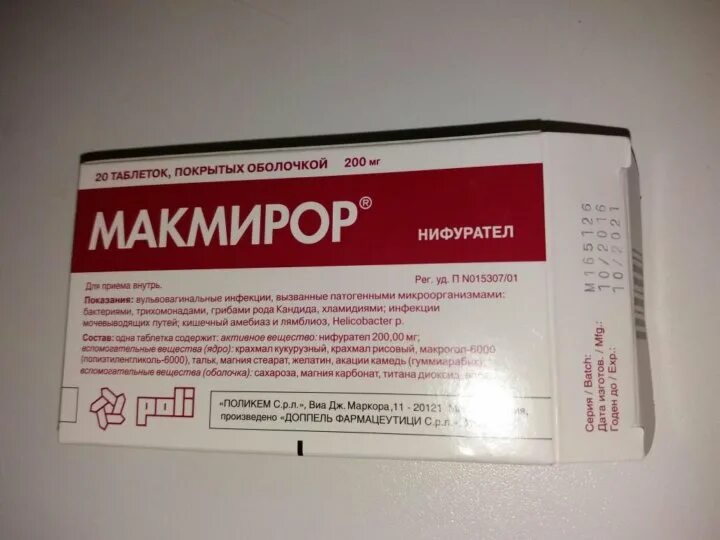 20 ТАБЛЕТОК, ПОКРЫТЫХ ОБОЛОЧКОЙ 200 мг
МАКМИРОР®
НИФУРАТЕЛ
Для приема внутрь.
Рег. уд. П N015307/01
Показания: вульвовагинальные инфекции, вызванные патогенными микроорганизмами:
бактериями, трихомонадами, грибами рода Кандида, хламидиями; инфекции
мочевыводящих путей; кишечный амебиаз и лямблиоз, Helicobacter p.
Состав: одна таблетка содержит: активное вещество: нифурател 200,00 мг;
вспомогательные вещества (ядро): крахмал кукурузный, крахмал рисовый, макрогол-6000
(полиэтиленгликоль-6000), тальк, магния стеарат, желатин, акации камедь (гуммиарабик);
вспомогательные вещества (оболочка): сахароза, магния карбонат, титана диоксид,
poli
«ПОЛИКЕМ С.р.л.», Виа Дж. Маркора, 11 - 20121
произведено «ДОППЕЛЬ ФАРМАЦЕУТИЦИ С.р.л.»
Серия / Batch: M165126
Дата изготов. / Mfg.: 10/2016
Годен до / Exp.: 10/2021